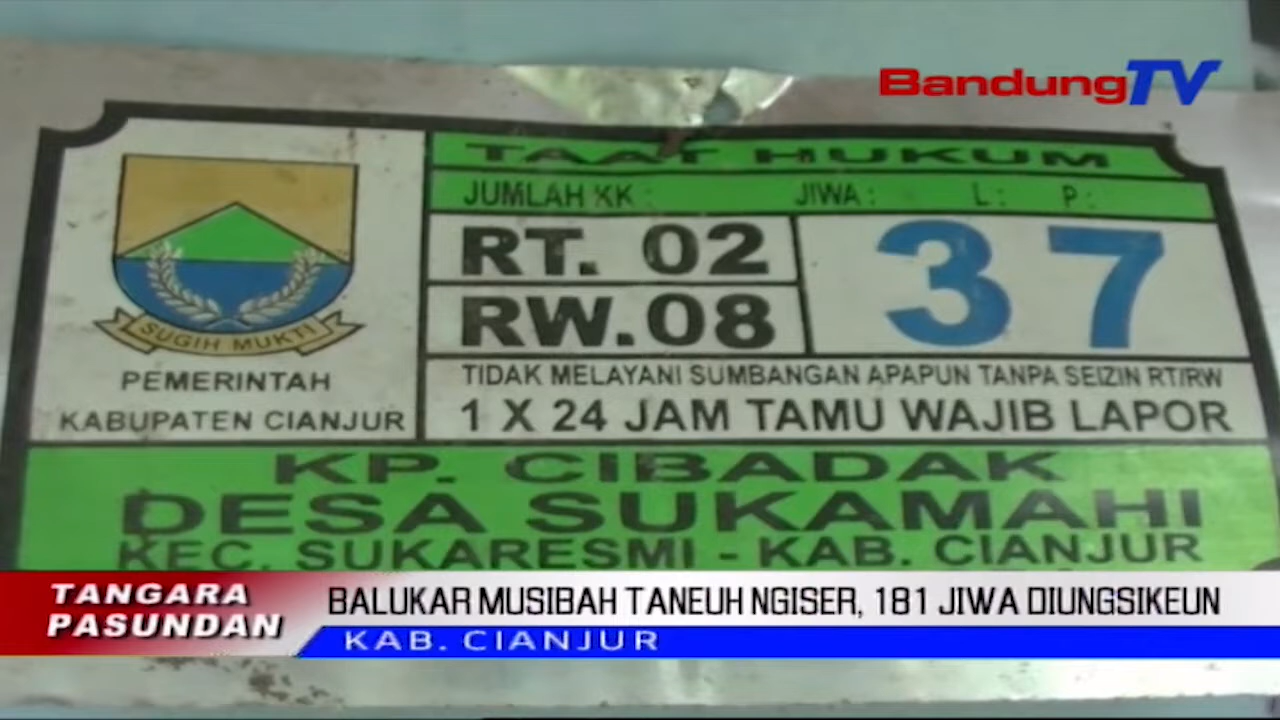 BandungTV
TAAT HUKUM
JUMLAH KK : JIWA : L : P :
RT. 02
RW. 08
37
SUGIH MUKTI
PEMERINTAH
KABUPATEN CIANJUR
TIDAK MELAYANI SUMBANGAN APAPUN TANPA SEIZIN RT/RW
1 X 24 JAM TAMU WAJIB LAPOR
KP. CIBADAK
DESA SUKAMAHI
KEC. SUKARESMI - KAB. CIANJUR
TANGARA
PASUNDAN
BALUKAR MUSIBAH TANEUH NGISER, 181 JIWA DIUNGSIKEUN
KAB. CIANJUR